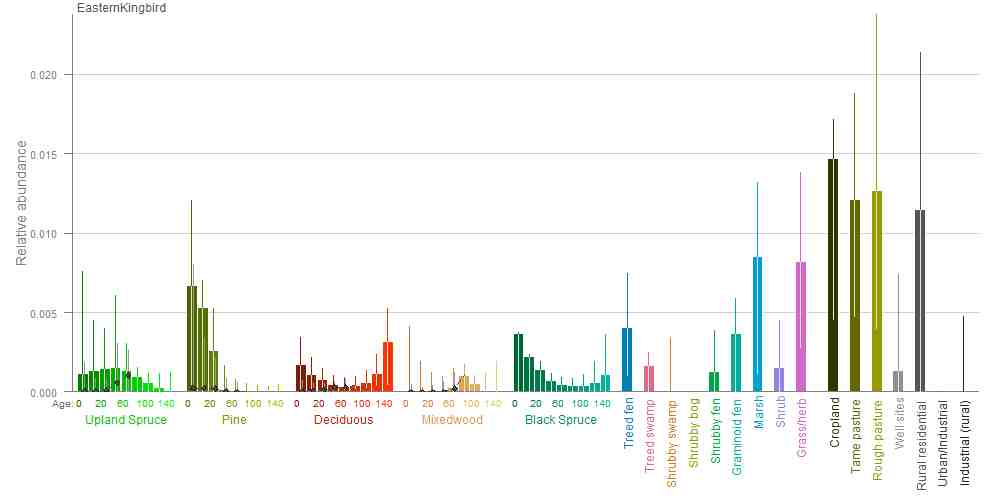 EasternKingbird
Relative abundance
0.020
0.015
0.010
0.005
0.000
Age: 0 20 60 100 140 0 20 60 100 140 0 20 60 100 140 0 20 60 100 140 0 20 60 100 140
Upland Spruce Pine Deciduous Mixedwood Black Spruce
Treed fen
Treed swamp
Shrubby swamp
Shrubby bog
Shrubby fen
Graminoid fen
Marsh
Shrub
Grass/herb
Cropland
Tame pasture
Rough pasture
Well sites
Rural residential
Urban/Industrial
Industrial (rural)